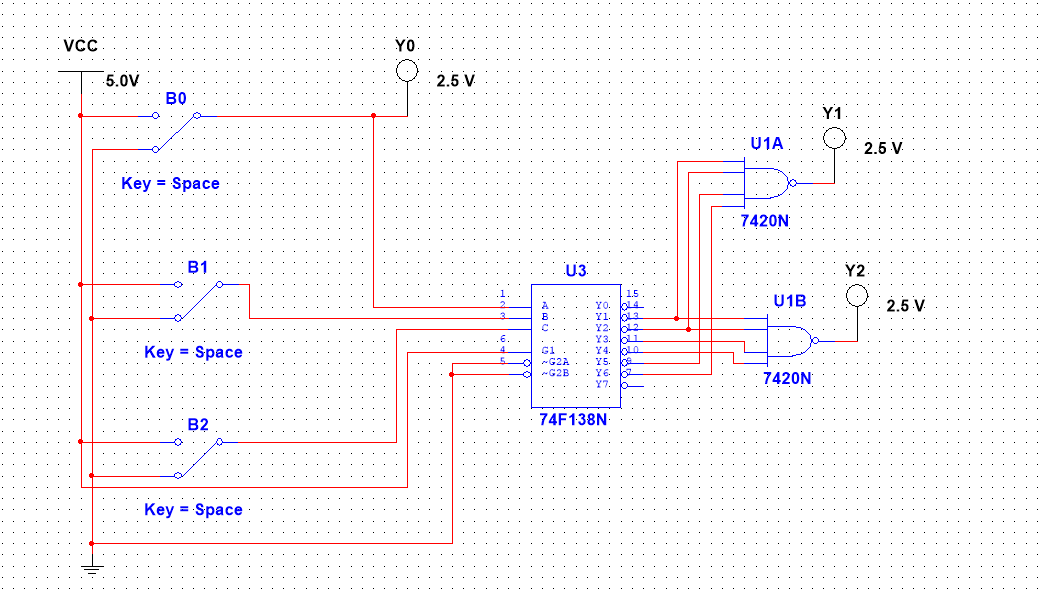 VCC
5.0V
Y0
2.5 V
B0
Key = Space
Y1
2.5 V
U1A
7420N
B1
Key = Space
Y2
2.5 V
U1B
7420N
U3
1
2
3
6
4
5
A
B
C
G1
~G2A
~G2B
Y0
Y1
Y2
Y3
Y4
Y5
Y6
Y7
15
14
13
12
11
10
9
7
74F138N
B2
Key = Space